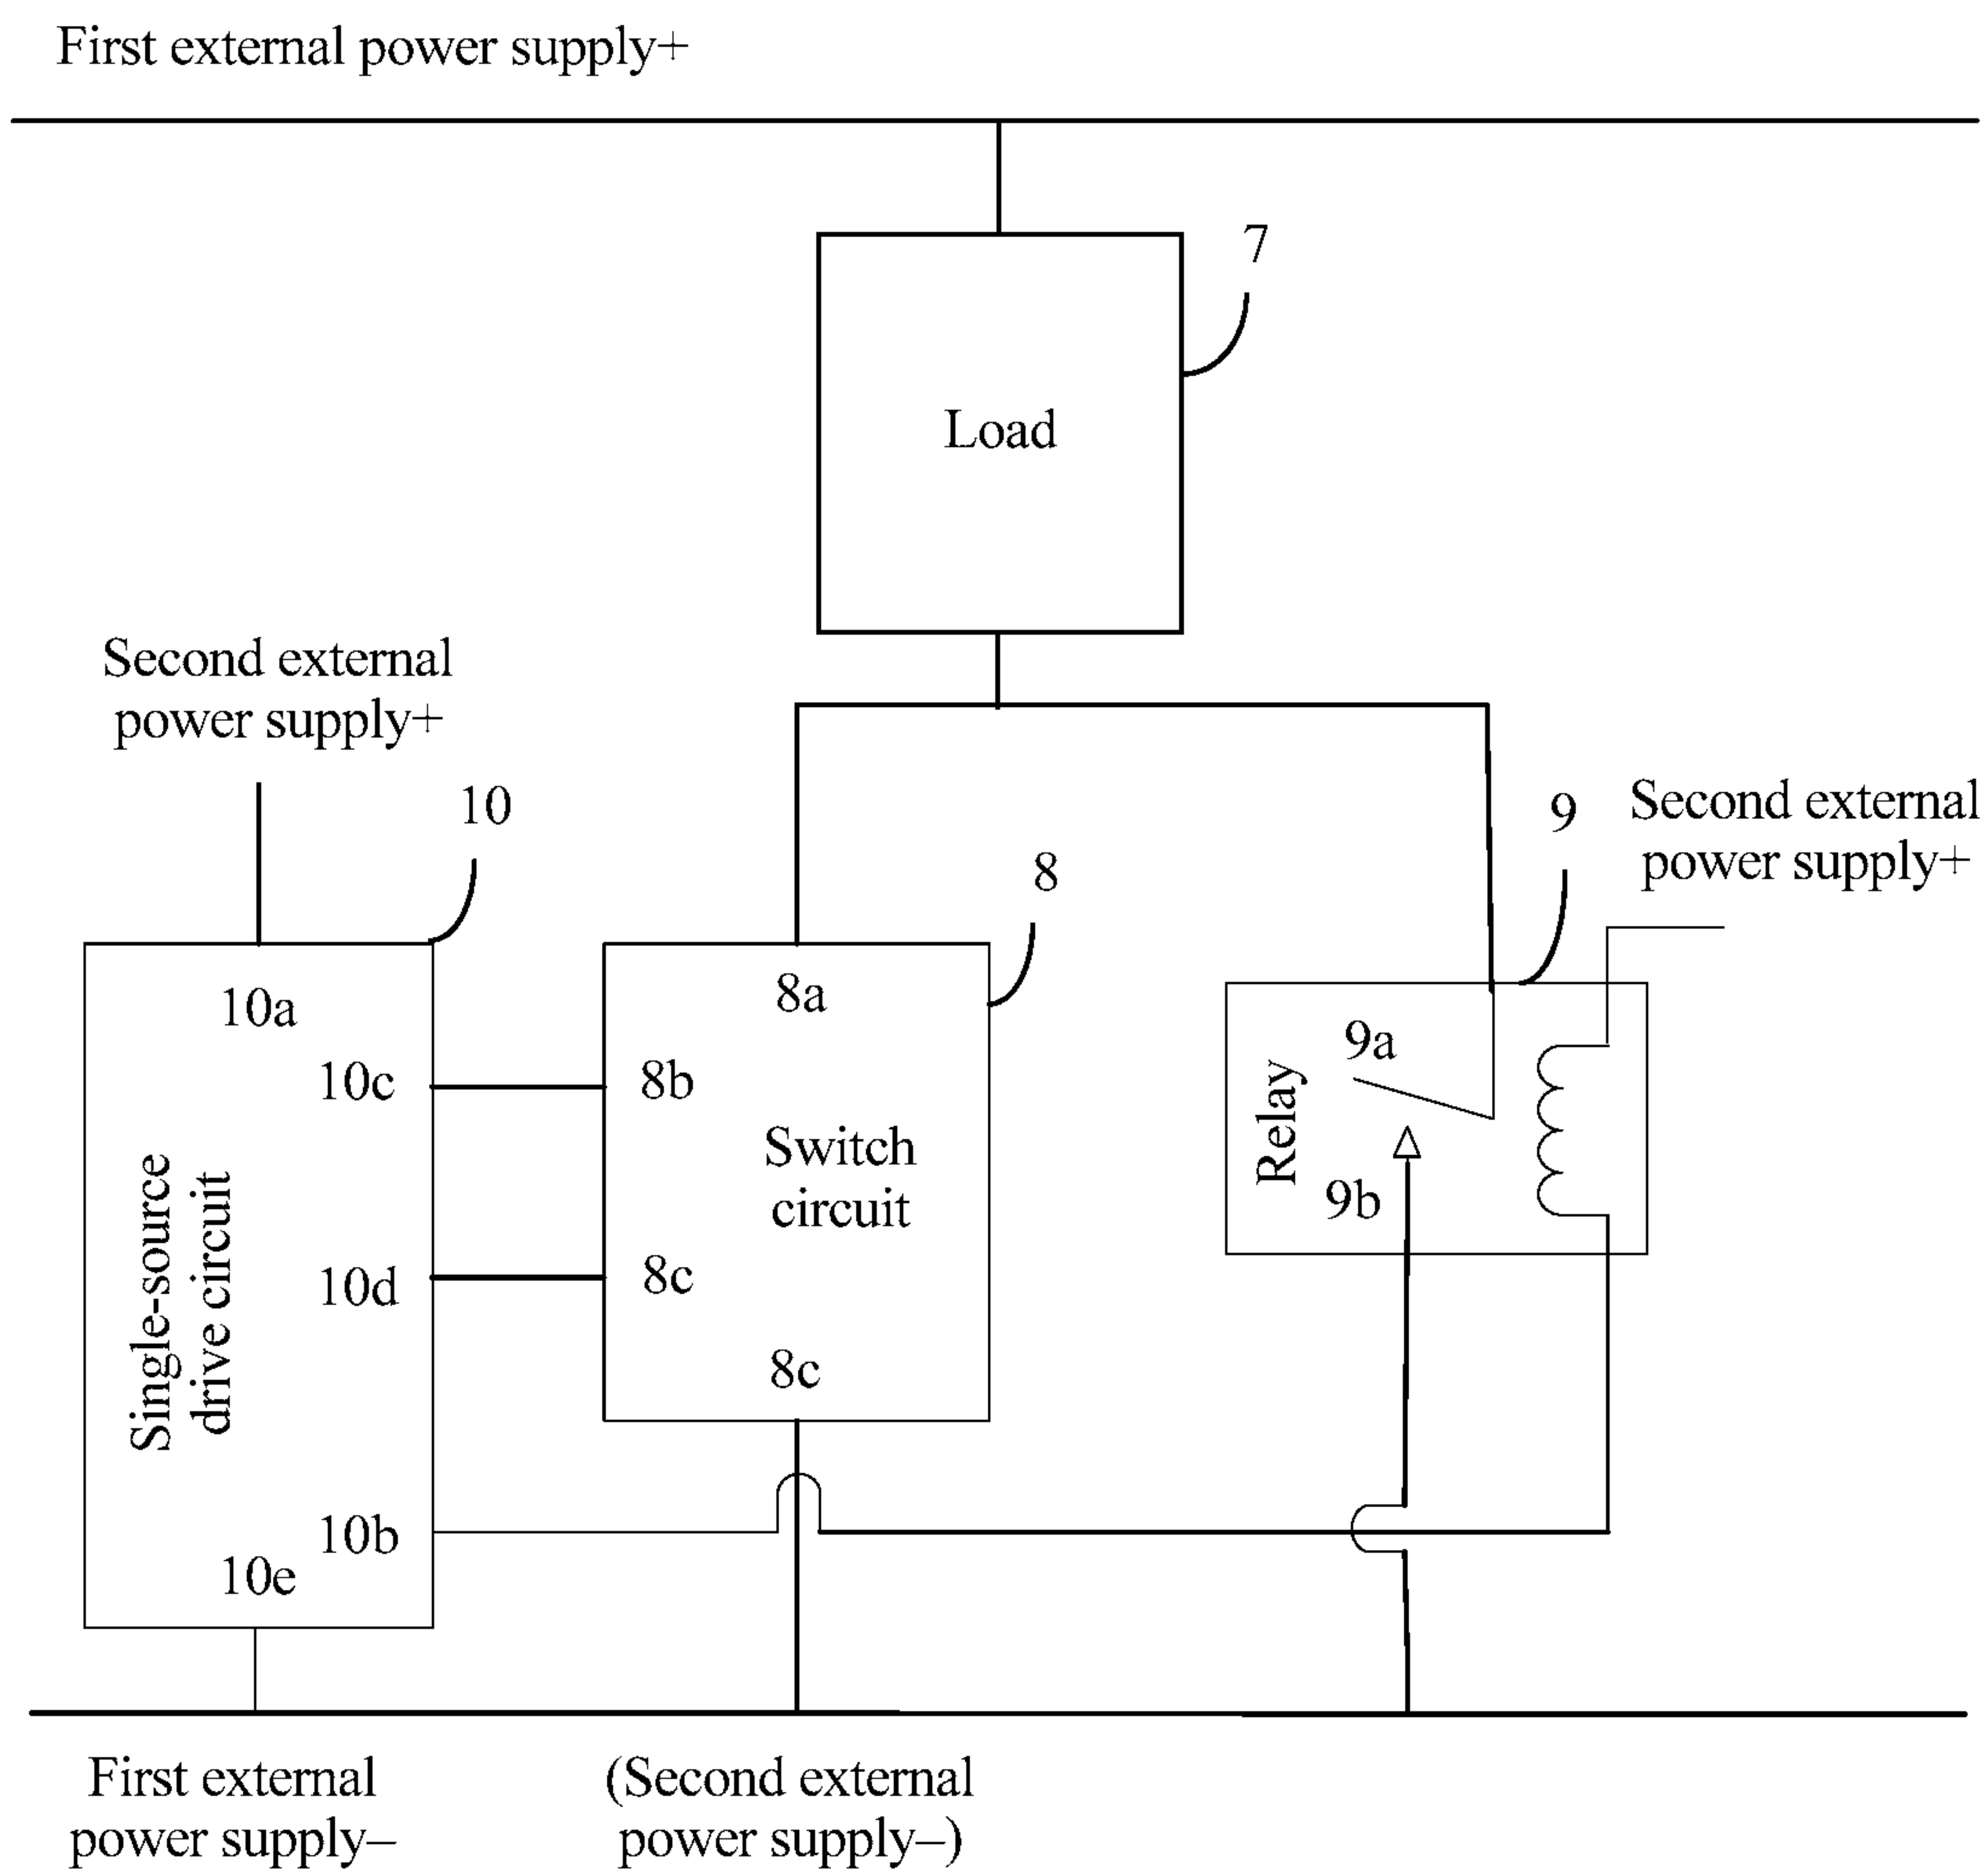 First external power supply+
7
Load
Second external
power supply+
10
8
9
Second external
power supply+
10a
10c
10d
10b
10e
Single-source
drive circuit
8a
8b
Switch
circuit
8c
8c
Relay
9a
9b
First external
power supply–
(Second external
power supply–)